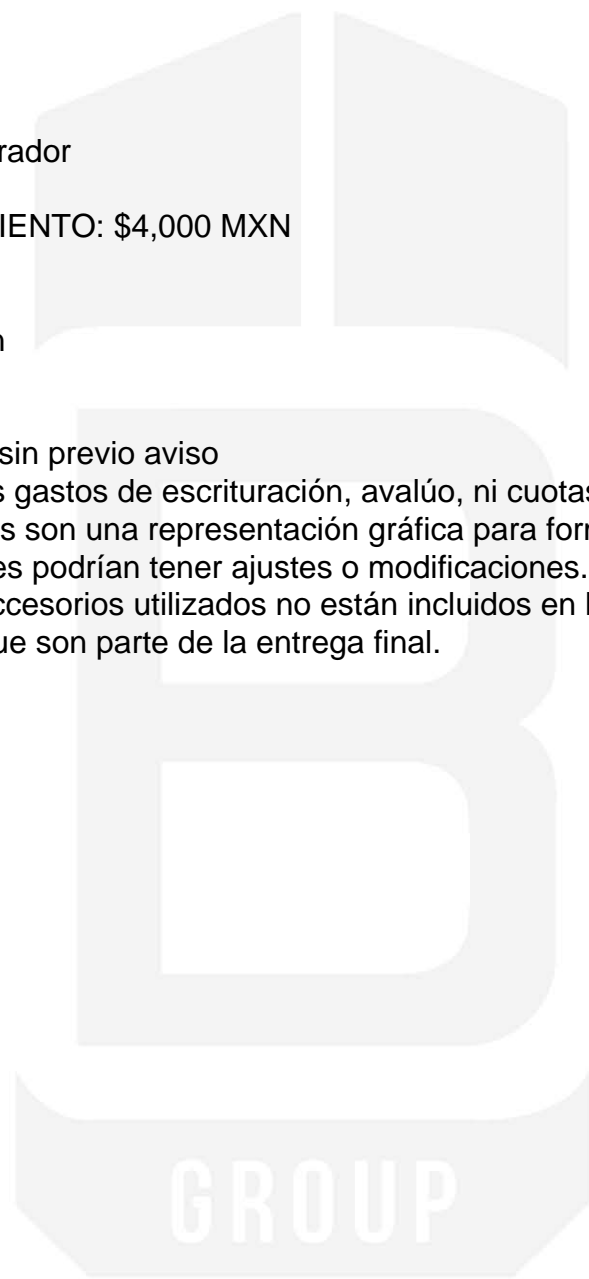 rador
IENTO: $4,000 MXN
n
sin previo aviso
s gastos de escrituración, avalúo, ni cuotas
s son una representación gráfica para for
es podrían tener ajustes o modificaciones.
ccesorios utilizados no están incluidos en l
ue son parte de la entrega final.
B
GROUP